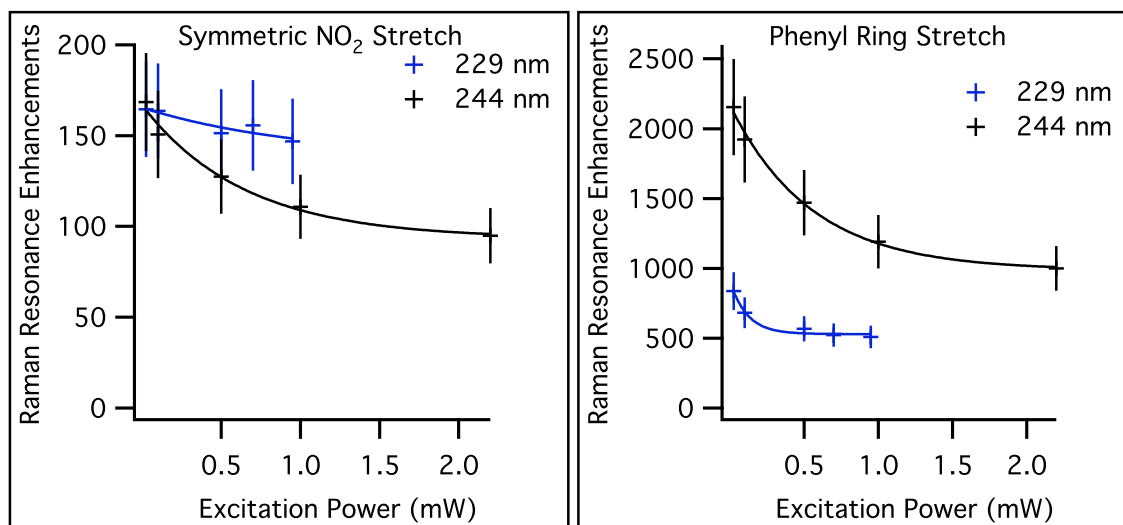 Symmetric NO₂ Stretch
229 nm
244 nm
Raman Resonance Enhancements
200
150
100
50
0
0.5 1.0 1.5 2.0
Excitation Power (mW)
Phenyl Ring Stretch
229 nm
244 nm
Raman Resonance Enhancements
2500
2000
1500
1000
500
0
0.5 1.0 1.5 2.0
Excitation Power (mW)